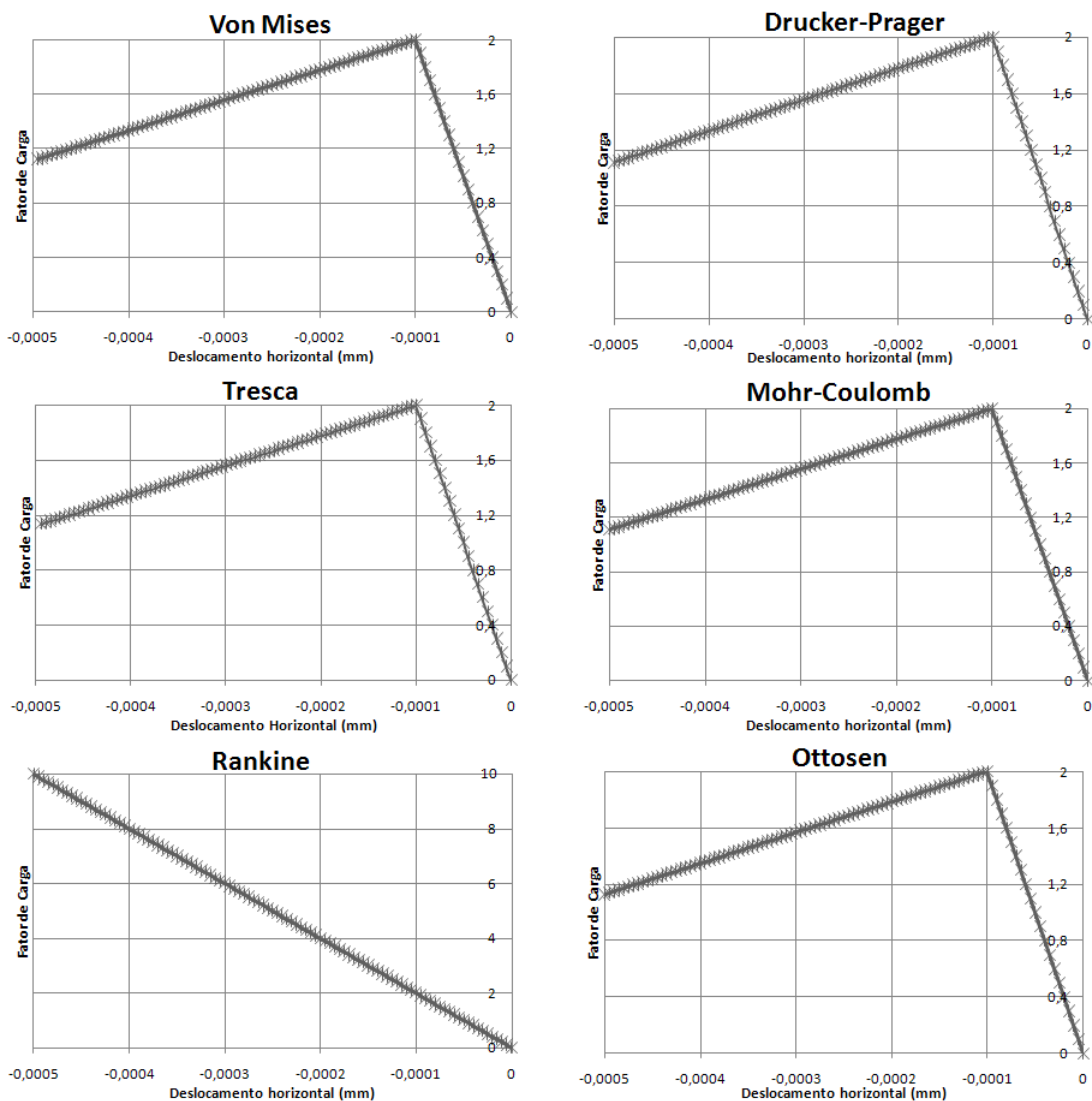 Von Mises
Fator de Carga
2
1,6
1,2
0,8
0,4
0
-0,0005 -0,0004 -0,0003 -0,0002 -0,0001 0
Deslocamento horizontal (mm)
Drucker-Prager
Fator de Carga
2
1,6
1,2
0,8
0,4
0
-0,0005 -0,0004 -0,0003 -0,0002 -0,0001 0
Deslocamento horizontal (mm)
Tresca
Fator de Carga
2
1,6
1,2
0,8
0,4
0
-0,0005 -0,0004 -0,0003 -0,0002 -0,0001 0
Deslocamento Horizontal (mm)
Mohr-Coulomb
Fator de Carga
2
1,6
1,2
0,8
0,4
0
-0,0005 -0,0004 -0,0003 -0,0002 -0,0001 0
Deslocamento horizontal (mm)
Rankine
Fator de Carga
10
8
6
4
2
0
-0,0005 -0,0004 -0,0003 -0,0002 -0,0001 0
Deslocamento horizontal (mm)
Ottosen
Fator de Carga
2
1,6
1,2
0,8
0,4
0
-0,0005 -0,0004 -0,0003 -0,0002 -0,0001 0
Deslocamento horizontal (mm)